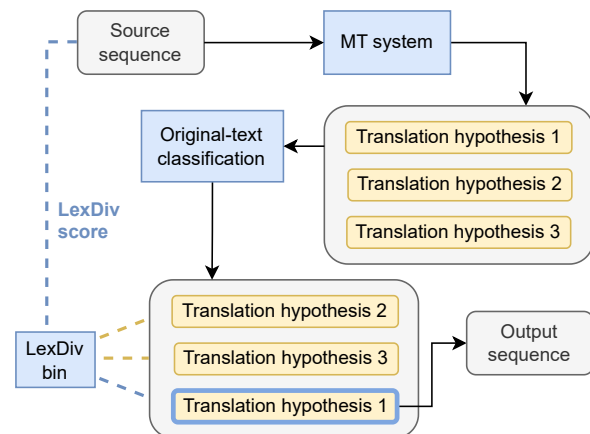 Source
sequence
MT system
Translation hypothesis 1
Translation hypothesis 2
Translation hypothesis 3
Original-text
classification
LexDiv
score
Translation hypothesis 2
Translation hypothesis 3
Translation hypothesis 1
LexDiv
bin
Output
sequence